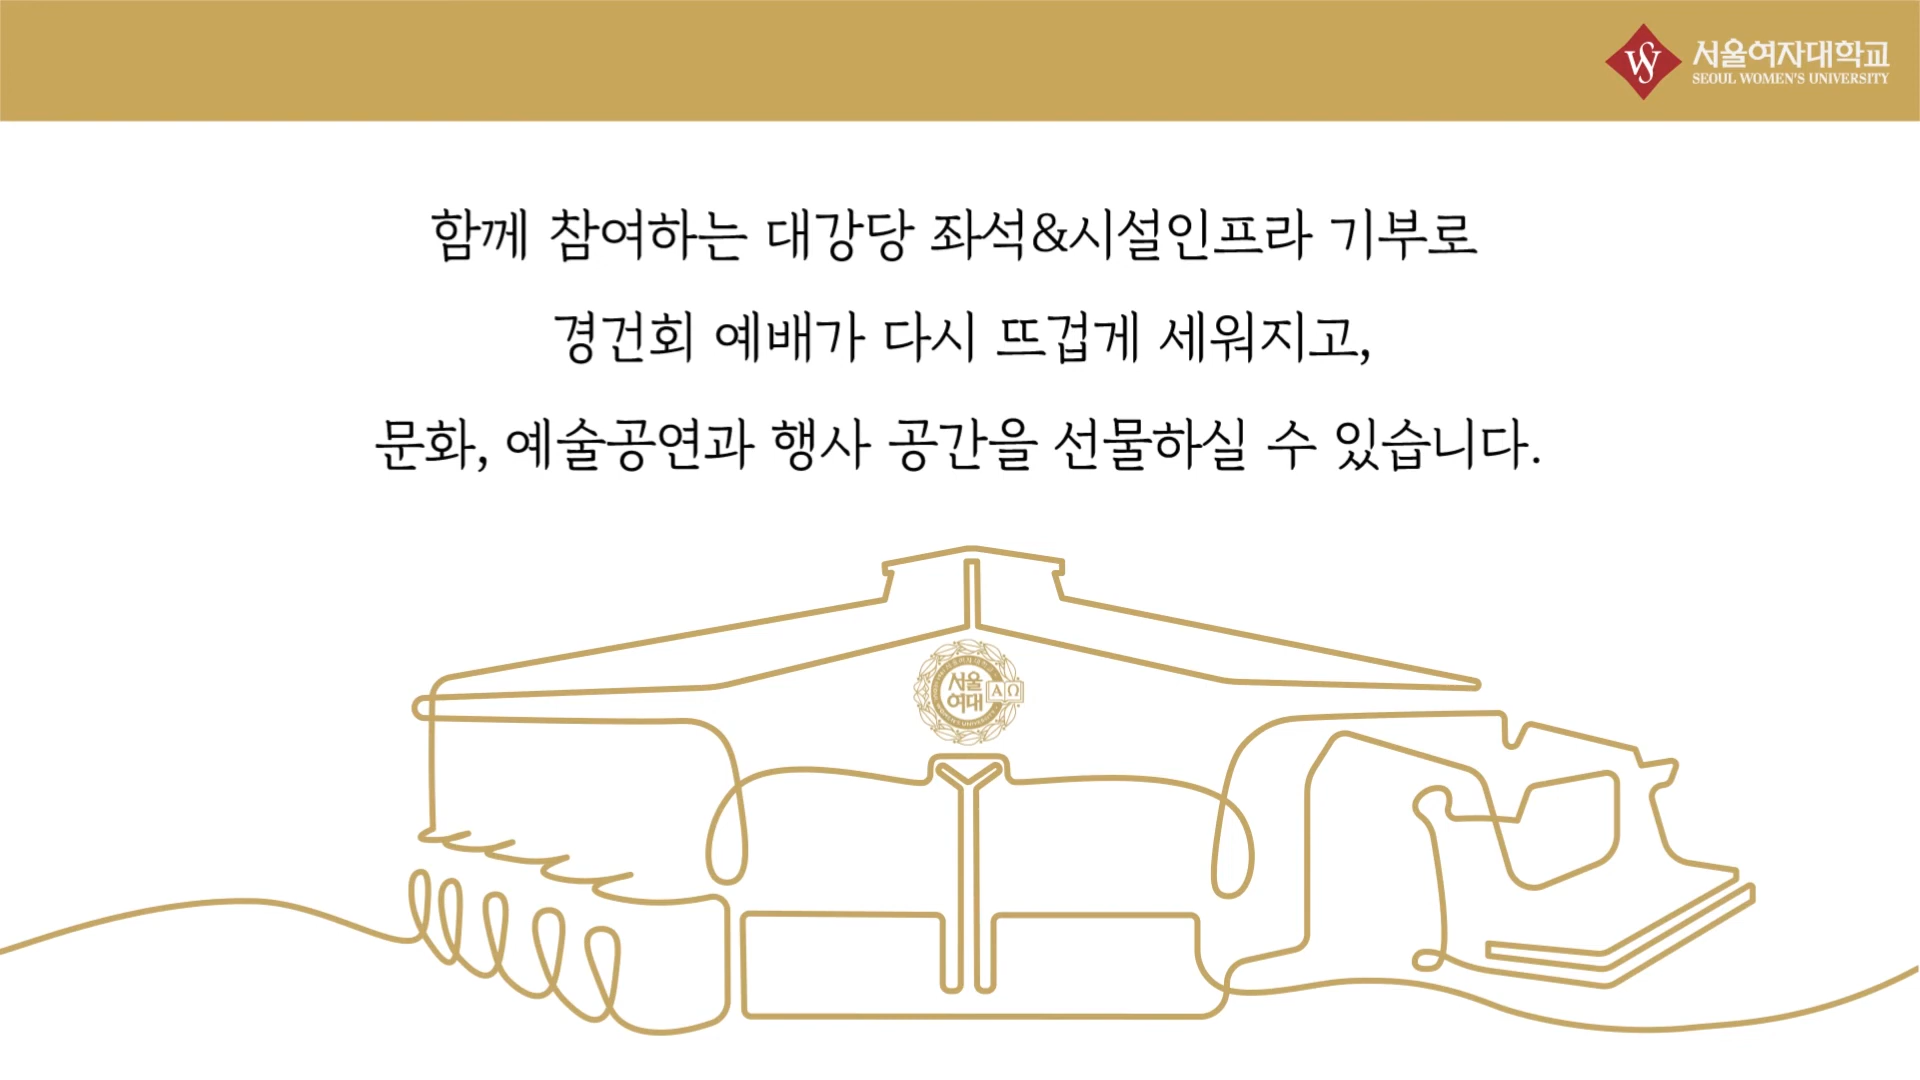 서울여자대학교
SEOUL WOMEN'S UNIVERSITY
함께 참여하는 대강당 좌석&시설인프라 기부로
경건회 예배가 다시 뜨겁게 세워지고,
문화, 예술공연과 행사 공간을 선물하실 수 있습니다.
서울
여대
ΑΩ